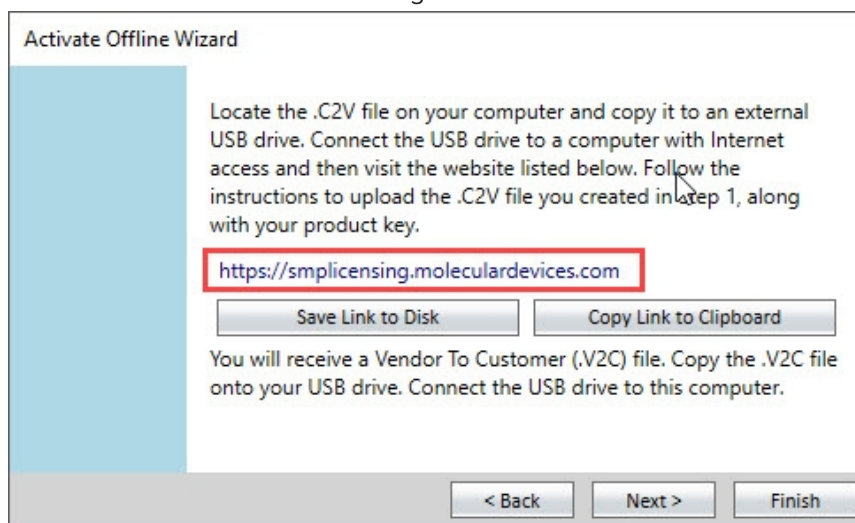 Activate Offline Wizard
Locate the .C2V file on your computer and copy it to an external
USB drive. Connect the USB drive to a computer with Internet
access and then visit the website listed below. Follow the
instructions to upload the .C2V file you created in step 1, along
with your product key.
https://smplicensing.moleculardevices.com
Save Link to Disk
Copy Link to Clipboard
You will receive a Vendor To Customer (.V2C) file. Copy the .V2C file
onto your USB drive. Connect the USB drive to this computer.
< Back
Next >
Finish